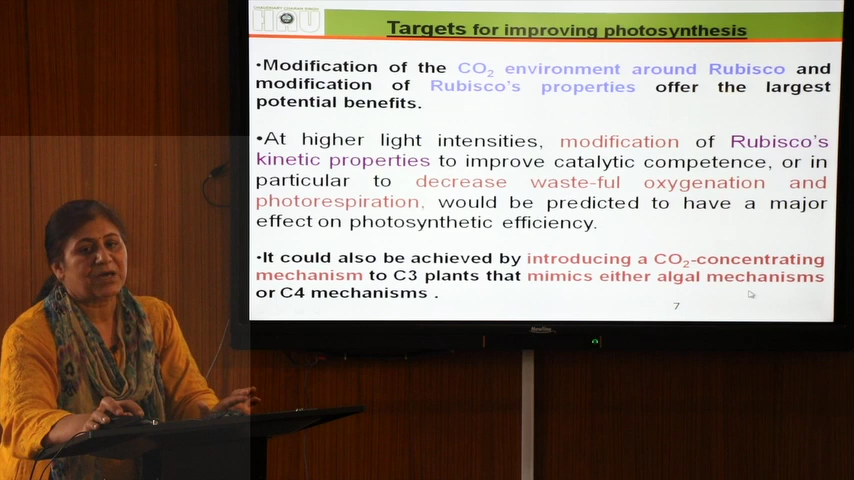 CHAUDHARY CHARAN SINGH
HAU
Targets for improving photosynthesis
•Modification of the CO₂ environment around Rubisco and
modification of Rubisco's properties offer the largest
potential benefits.
•At higher light intensities, modification of Rubisco's
kinetic properties to improve catalytic competence, or in
particular to decrease waste-ful oxygenation and
photorespiration, would be predicted to have a major
effect on photosynthetic efficiency.
•It could also be achieved by introducing a CO₂-concentrating
mechanism to C3 plants that mimics either algal mechanisms
or C4 mechanisms .
7